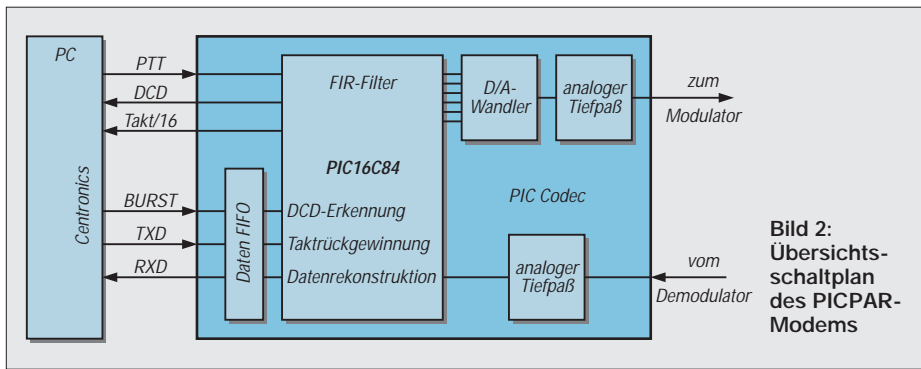 PC
Centronics
PTT
DCD
Takt/16
BURST
TXD
RXD
Daten FIFO
FIR-Filter
PIC16C84
DCD-Erkennung
Taktrückgewinnung
Datenrekonstruktion
D/A-
Wandler
analoger
Tiefpaß
zum
Modulator
PIC Codec
analoger
Tiefpaß
vom
Demodulator
Bild 2:
Übersichts-
schaltplan
des PICPAR-
Modems